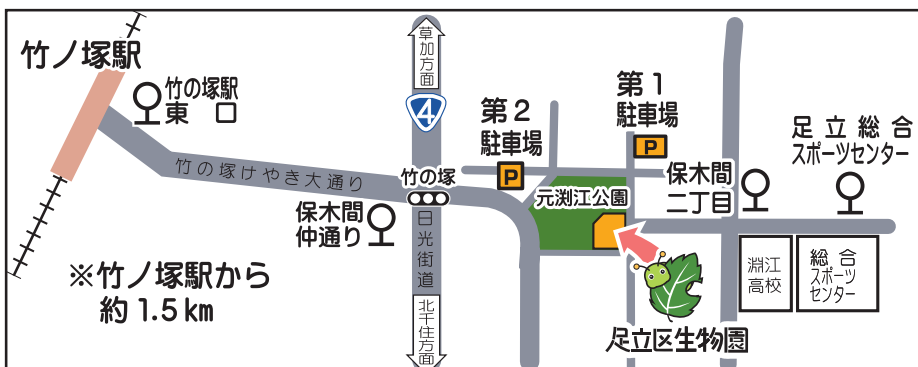 竹ノ塚駅
竹の塚駅
東口
竹の塚けやき大通り
保木間
仲通り
※竹ノ塚駅から
約1.5km
草加方面
4
竹の塚
日光街道
北千住方面
第2
駐車場
P
第1
駐車場
P
元渕江公園
保木間
二丁目
足立総合
スポーツセンター
淵江
高校
総合
スポーツ
センター
足立区生物園